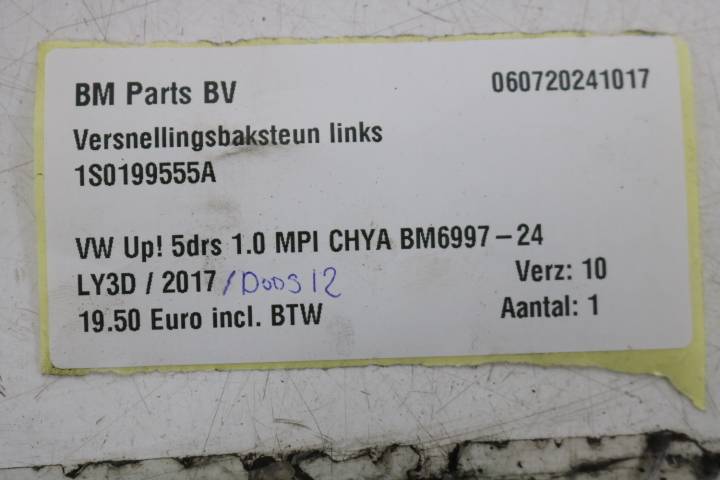 BM Parts BV 060720241017
Versnellingsbaksteun links
1S0199555A
VW Up! 5drs 1.0 MPI CHYA BM6997-24
LY3D / 2017 / Doos 12 Verz: 10
19.50 Euro incl. BTW Aantal: 1